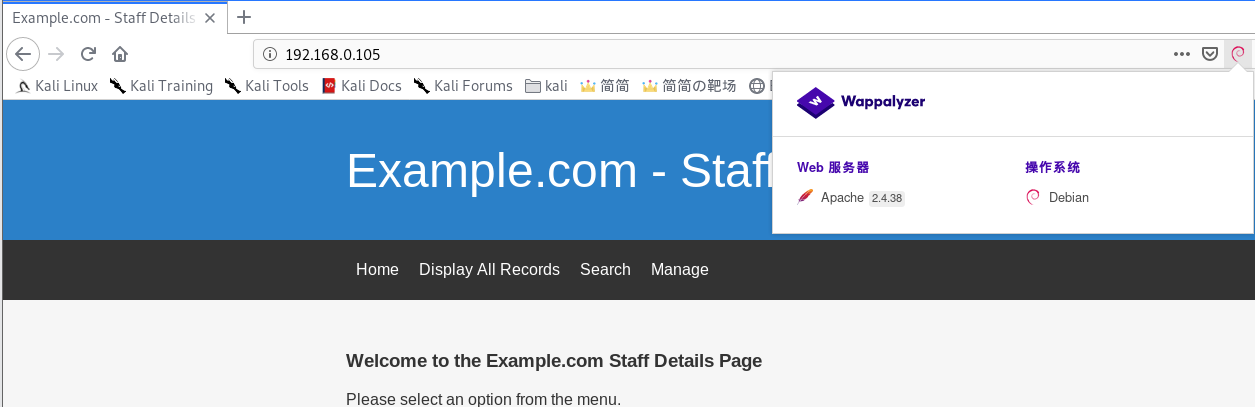 Example.com - Staff Details
192.168.0.105
Kali Linux Kali Training Kali Tools Kali Docs Kali Forums kali 简简 简简の靶场
Wappalyzer
Web 服务器 操作系统
Apache 2.4.38 Debian
Example.com - Staff
Home Display All Records Search Manage
Welcome to the Example.com Staff Details Page
Please select an option from the menu.